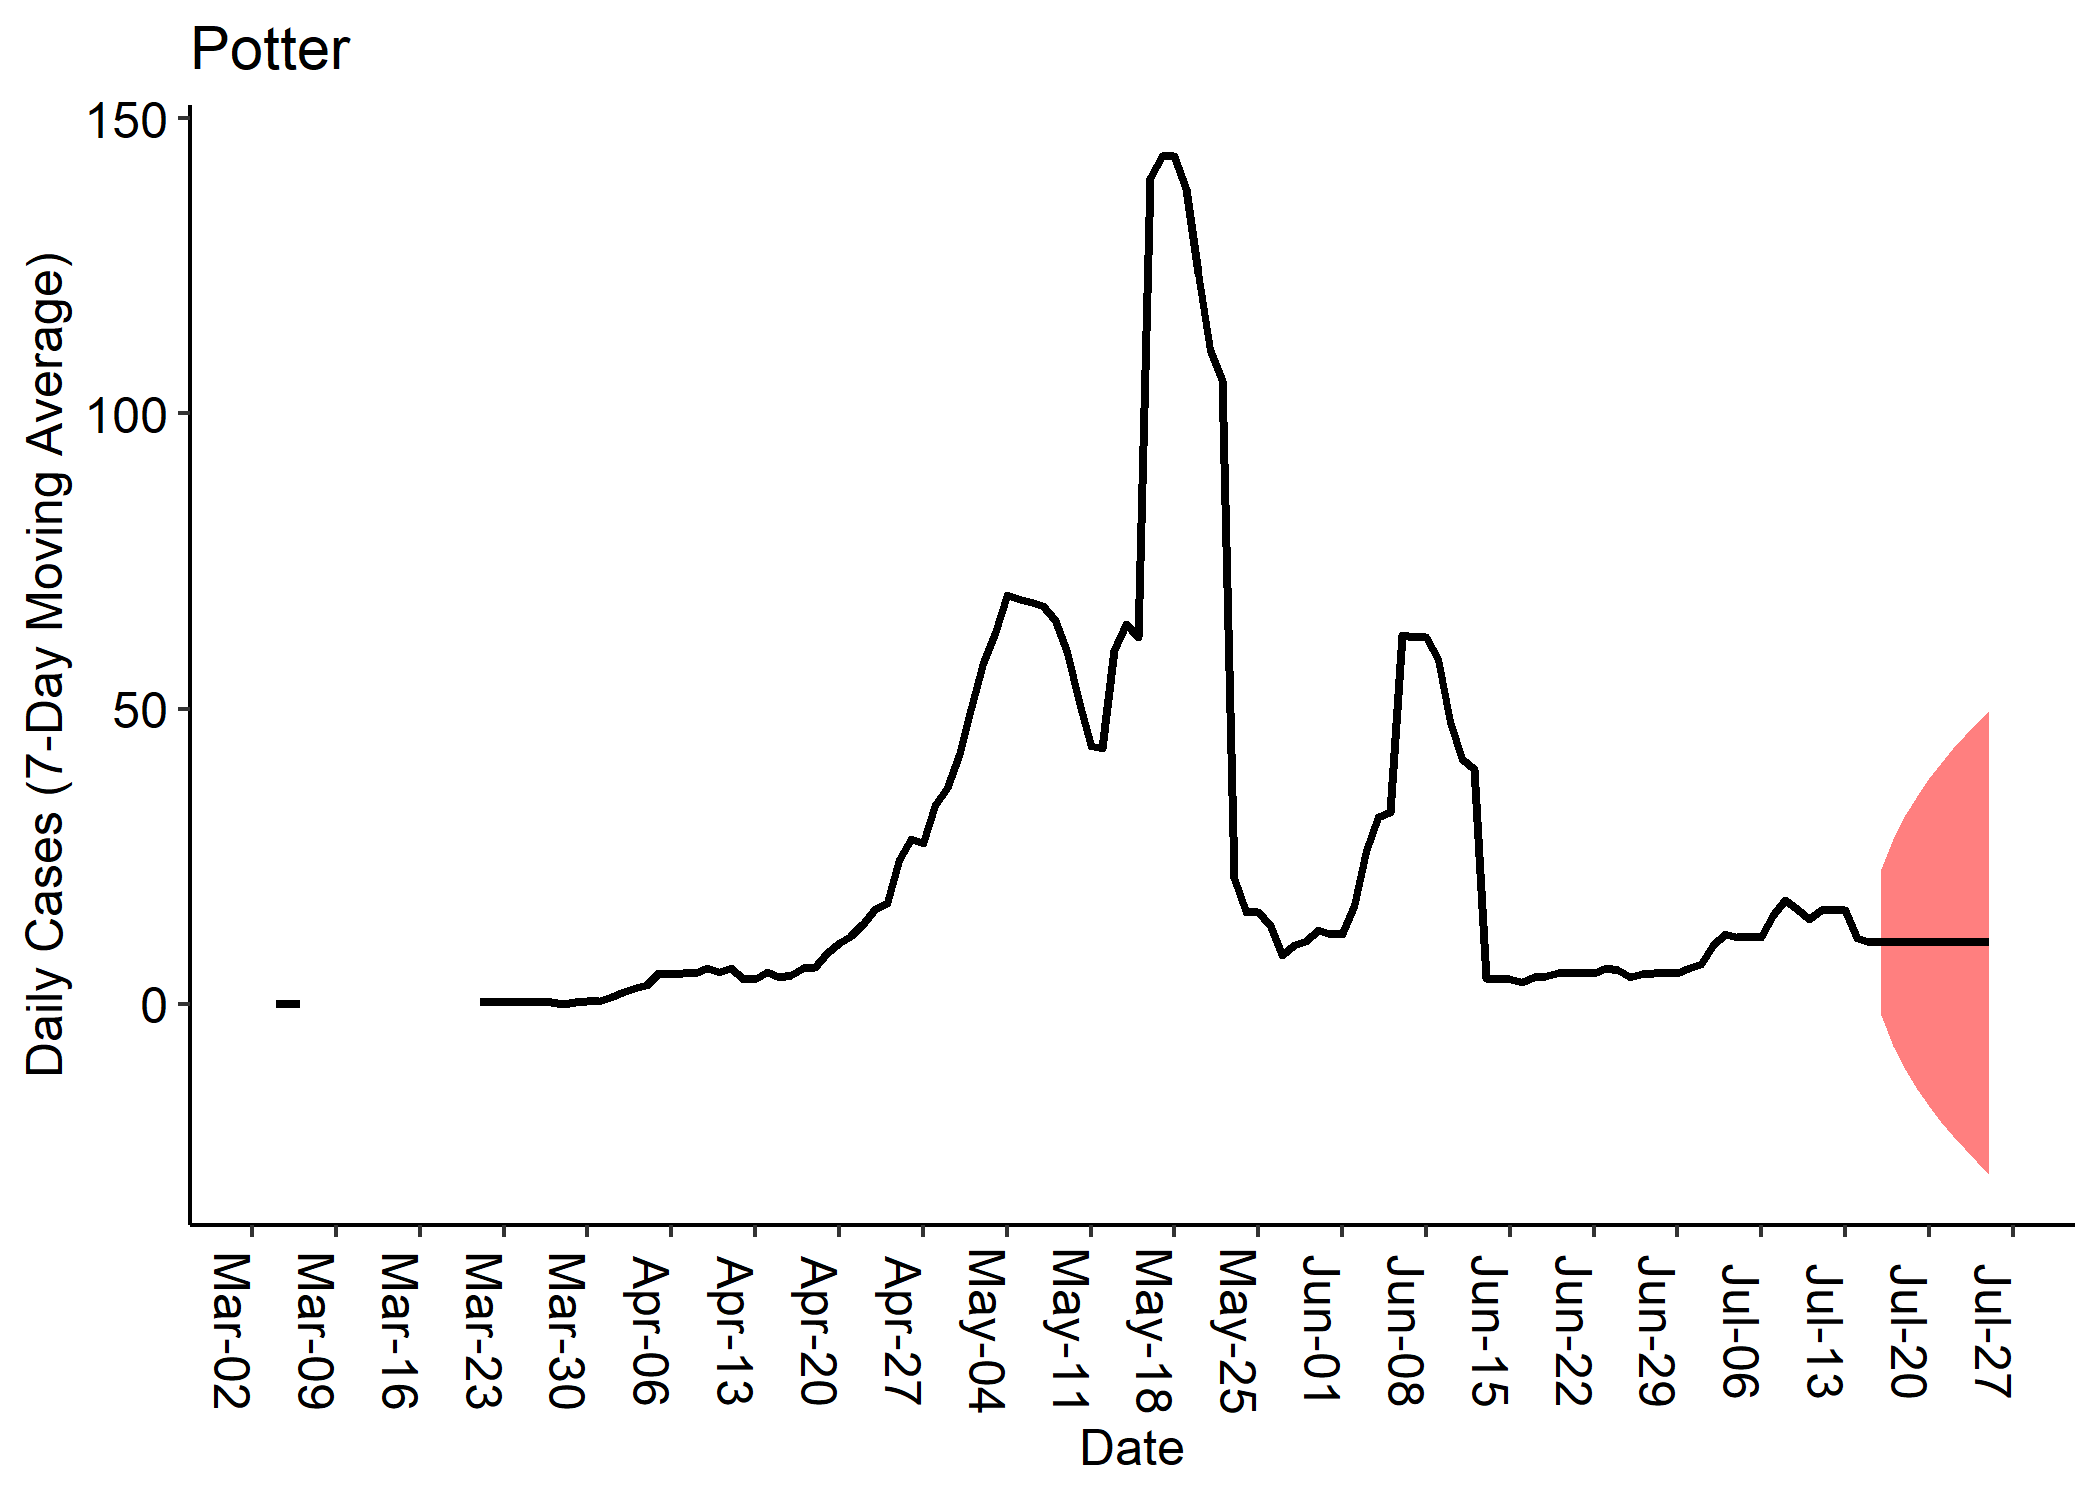 Potter
Daily Cases (7-Day Moving Average)
150
100
50
0
Mar-02
Mar-09
Mar-16
Mar-23
Mar-30
Apr-06
Apr-13
Apr-20
Apr-27
May-04
May-11
May-18
May-25
Jun-01
Jun-08
Jun-15
Jun-22
Jun-29
Jul-06
Jul-13
Jul-20
Jul-27
Date